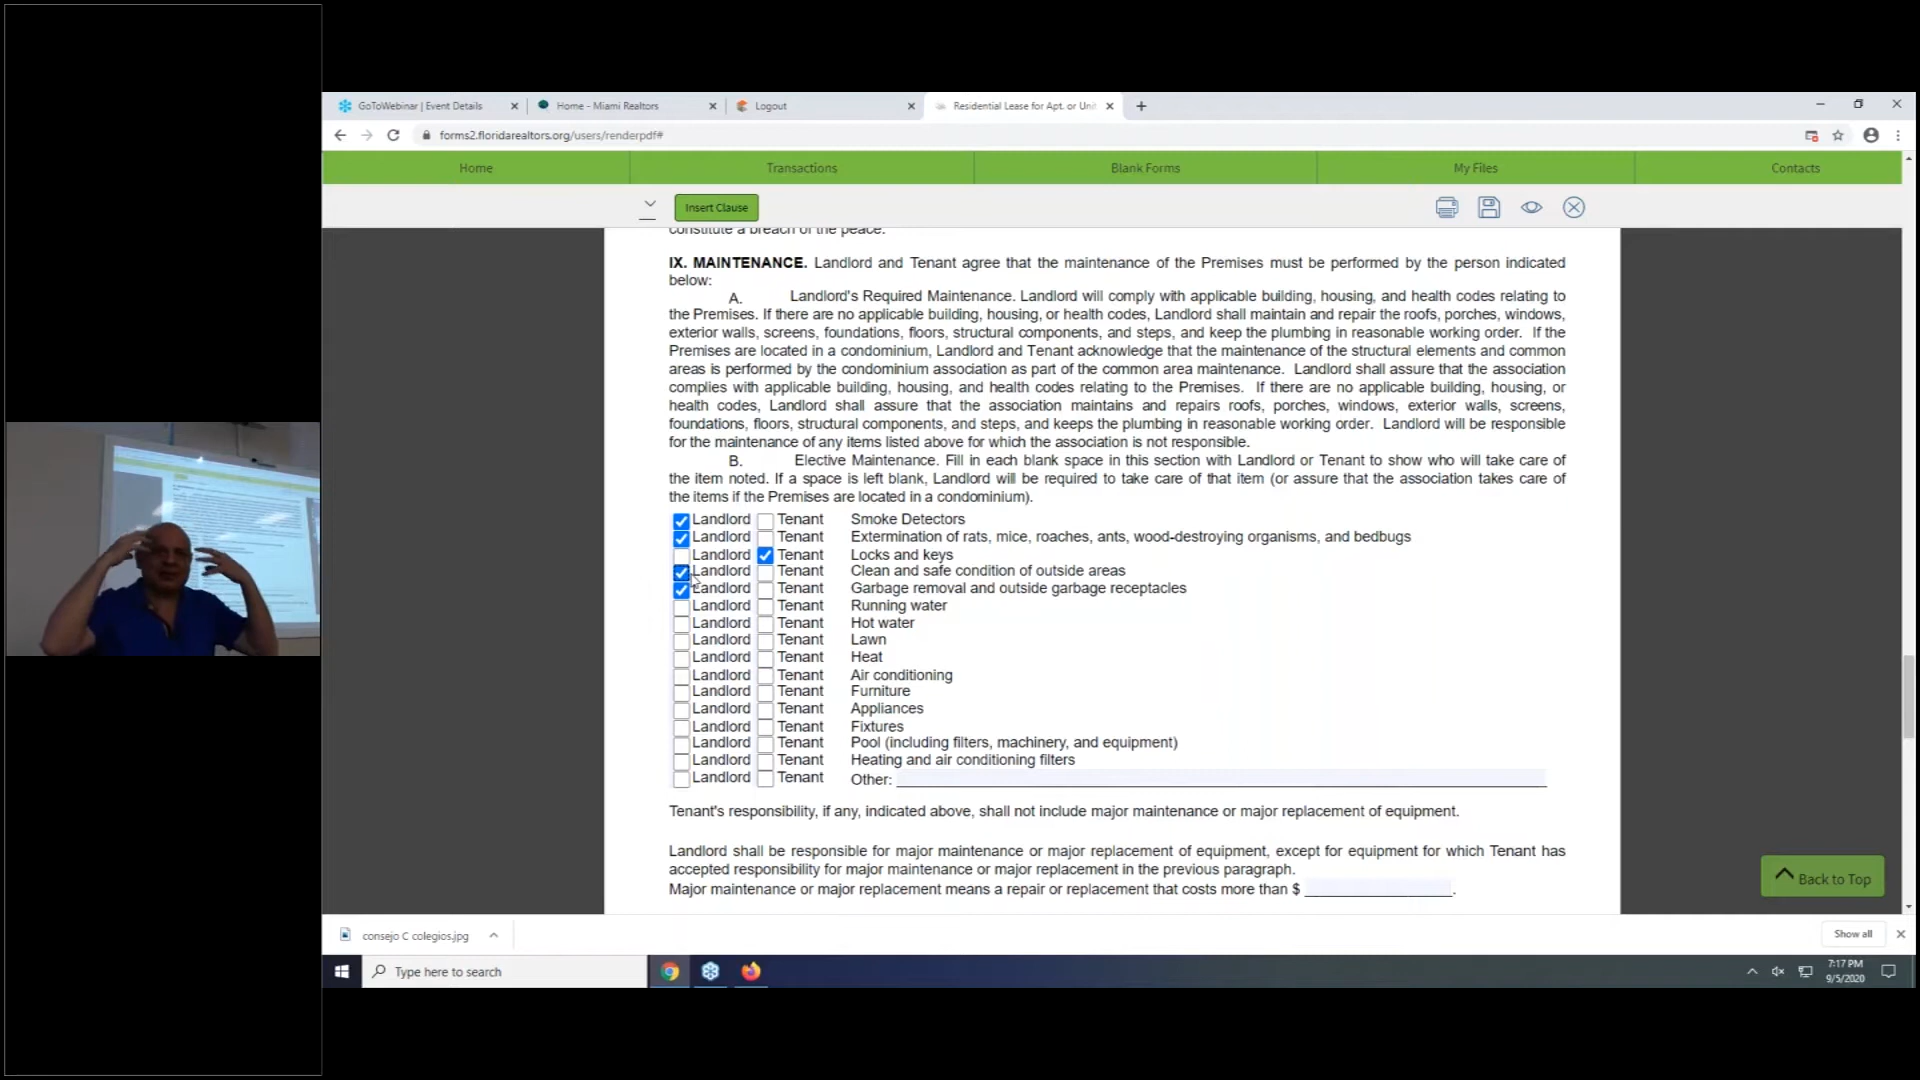 GoToWebinar | Event Details
Home - Miami Realtors
Logout
Residential Lease for Apt. or Unit
forms2.floridarealtors.org/users/renderpdf#
Home
Transactions
Blank Forms
My Files
Contacts
Insert Clause
constitute a breach of the peace.
IX. MAINTENANCE. Landlord and Tenant agree that the maintenance of the Premises must be performed by the person indicated
below:
A. Landlord's Required Maintenance. Landlord will comply with applicable building, housing, and health codes relating to
the Premises. If there are no applicable building, housing, or health codes, Landlord shall maintain and repair the roofs, porches, windows,
exterior walls, screens, foundations, floors, structural components, and steps, and keep the plumbing in reasonable working order. If the
Premises are located in a condominium, Landlord and Tenant acknowledge that the maintenance of the structural elements and common
areas is performed by the condominium association as part of the common area maintenance. Landlord shall assure that the association
complies with applicable building, housing, and health codes relating to the Premises. If there are no applicable building, housing, or
health codes, Landlord shall assure that the association maintains and repairs roofs, porches, windows, exterior walls, screens,
foundations, floors, structural components, and steps, and keeps the plumbing in reasonable working order. Landlord will be responsible
for the maintenance of any items listed above for which the association is not responsible.
B. Elective Maintenance. Fill in each blank space in this section with Landlord or Tenant to show who will take care of
the item noted. If a space is left blank, Landlord will be required to take care of that item (or assure that the association takes care of
the items if the Premises are located in a condominium).
Landlord Tenant Smoke Detectors
Landlord Tenant Extermination of rats, mice, roaches, ants, wood-destroying organisms, and bedbugs
Landlord Tenant Locks and keys
Landlord Tenant Clean and safe condition of outside areas
Landlord Tenant Garbage removal and outside garbage receptacles
Landlord Tenant Running water
Landlord Tenant Hot water
Landlord Tenant Lawn
Landlord Tenant Heat
Landlord Tenant Air conditioning
Landlord Tenant Furniture
Landlord Tenant Appliances
Landlord Tenant Fixtures
Landlord Tenant Pool (including filters, machinery, and equipment)
Landlord Tenant Heating and air conditioning filters
Landlord Tenant Other:
Tenant's responsibility, if any, indicated above, shall not include major maintenance or major replacement of equipment.
Landlord shall be responsible for major maintenance or major replacement of equipment, except for equipment for which Tenant has
accepted responsibility for major maintenance or major replacement in the previous paragraph.
Major maintenance or major replacement means a repair or replacement that costs more than $ .
Back to Top
consejo C colegios.jpg
Show all
Type here to search
7:17 PM
9/5/2020